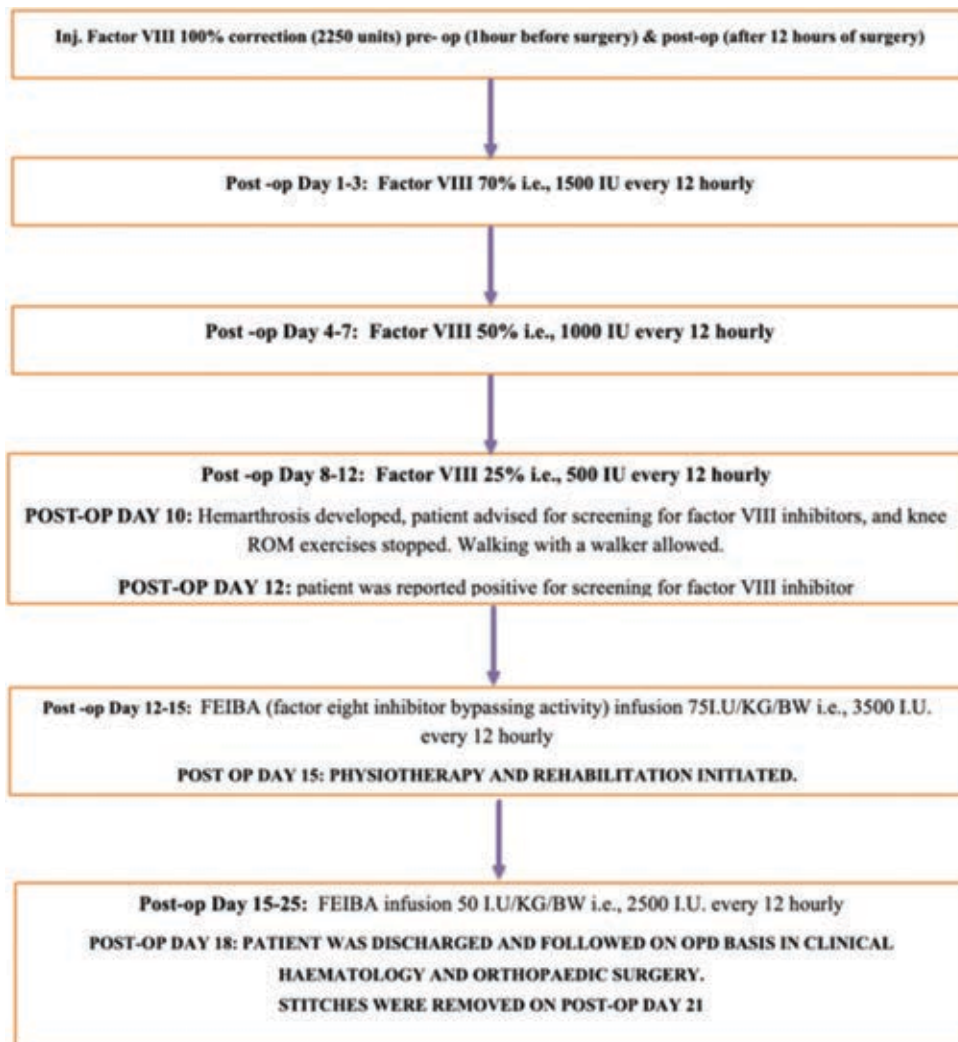 Inj. Factor VIII 100% correction (2250 units) pre- op (1hour before surgery) & post-op (after 12 hours of surgery)
Post -op Day 1-3: Factor VIII 70% i.e., 1500 IU every 12 hourly
Post -op Day 4-7: Factor VIII 50% i.e., 1000 IU every 12 hourly
Post -op Day 8-12: Factor VIII 25% i.e., 500 IU every 12 hourly
POST-OP DAY 10: Hemarthrosis developed, patient advised for screening for factor VIII inhibitors, and knee
ROM exercises stopped. Walking with a walker allowed.
POST-OP DAY 12: patient was reported positive for screening for factor VIII inhibitor
Post -op Day 12-15: FEIBA (factor eight inhibitor bypassing activity) infusion 75I.U/KG/BW i.e., 3500 I.U.
every 12 hourly
POST OP DAY 15: PHYSIOTHERAPY AND REHABILITATION INITIATED.
Post-op Day 15-25: FEIBA infusion 50 I.U/KG/BW i.e., 2500 I.U. every 12 hourly
POST-OP DAY 18: PATIENT WAS DISCHARGED AND FOLLOWED ON OPD BASIS IN CLINICAL
HAEMATOLOGY AND ORTHOPAEDIC SURGERY.
STITCHES WERE REMOVED ON POST-OP DAY 21